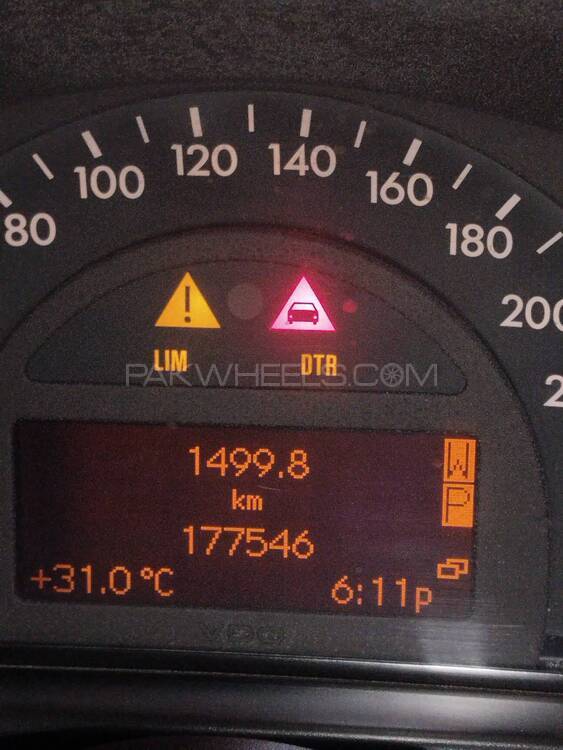 80 100 120 140 160 180 200
LIM DTR
PAKWHEELS.COM
1499.8 W
km P
177546
+31.0°C 6:11p
VDO